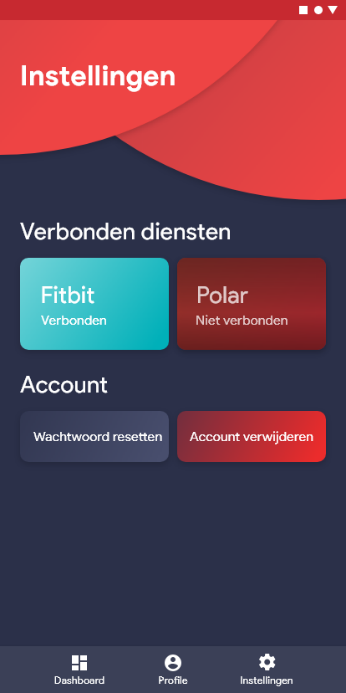 Instellingen
Verbonden diensten
Fitbit
Verbonden
Polar
Niet verbonden
Account
Wachtwoord resetten
Account verwijderen
Dashboard
Profile
Instellingen